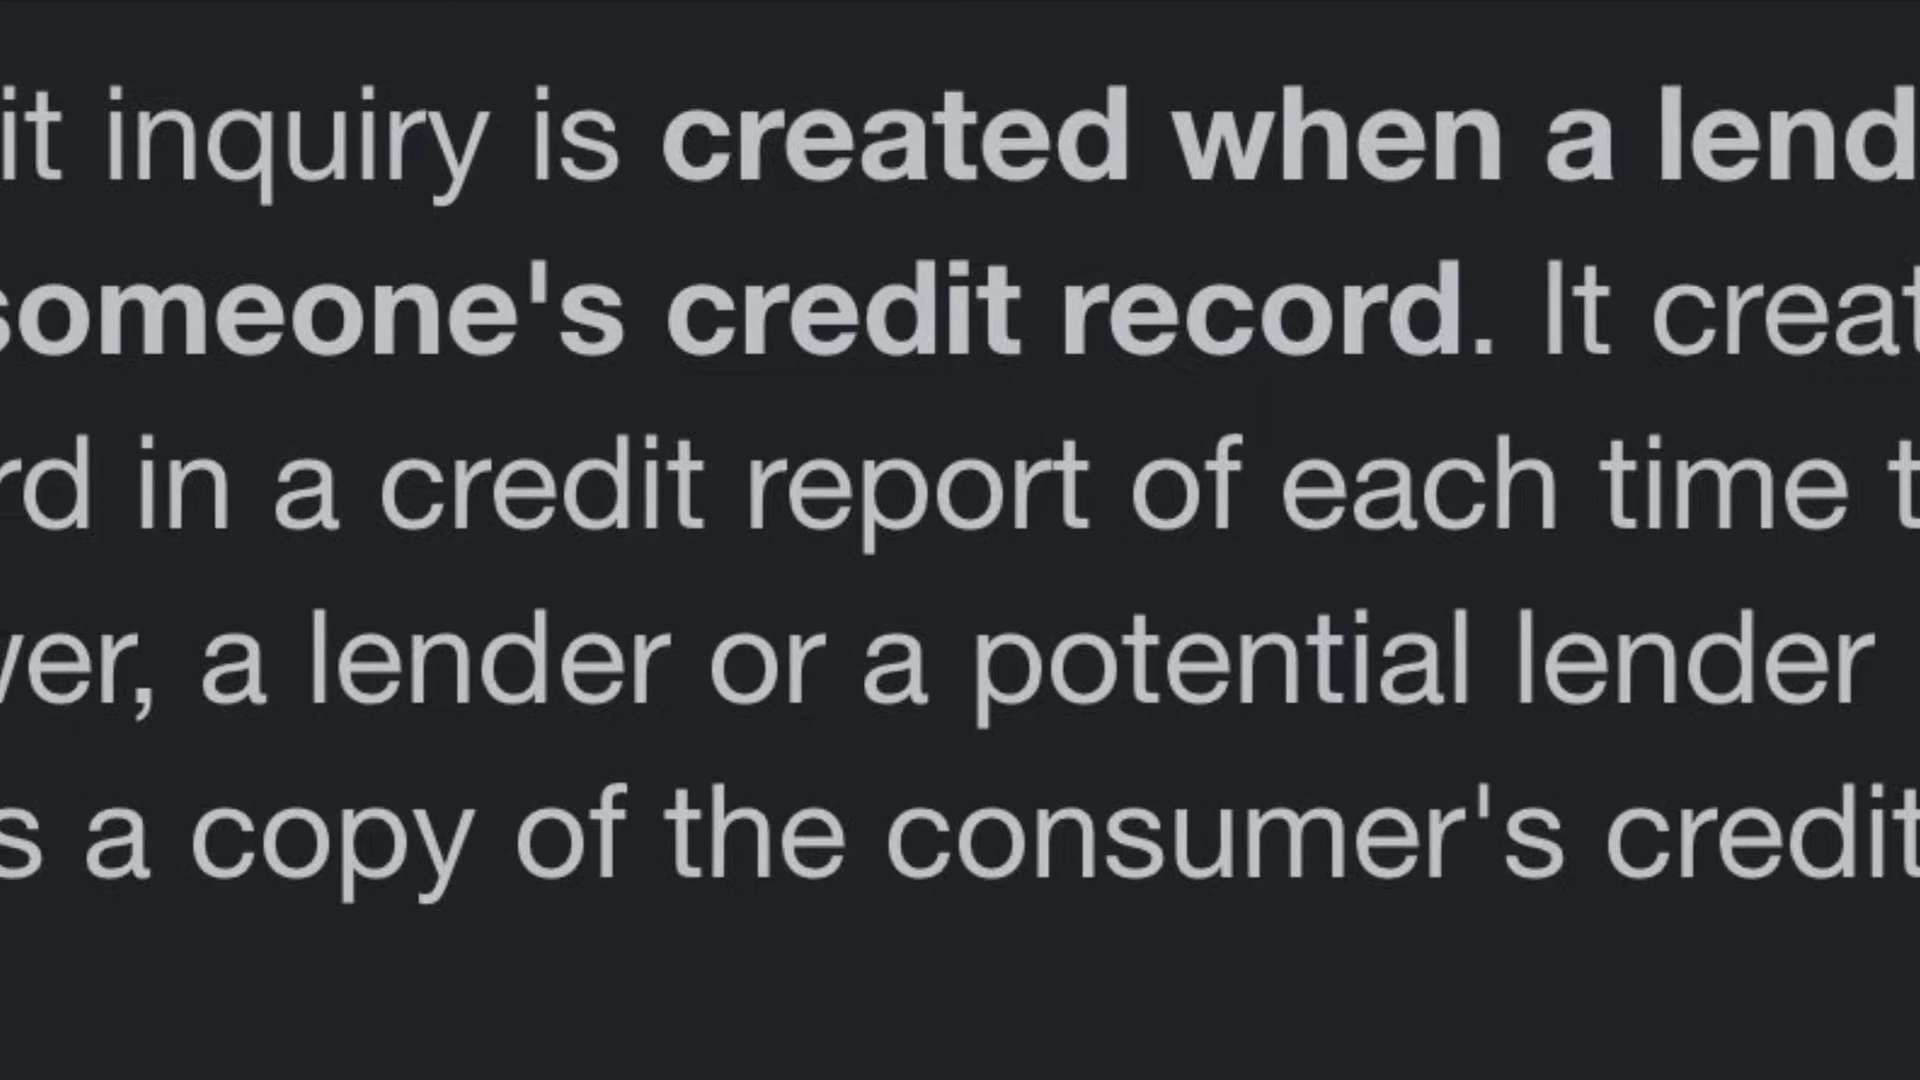 it inquiry is created when a lend
someone's credit record. It creat
rd in a credit report of each time t
ver, a lender or a potential lender
s a copy of the consumer's credit